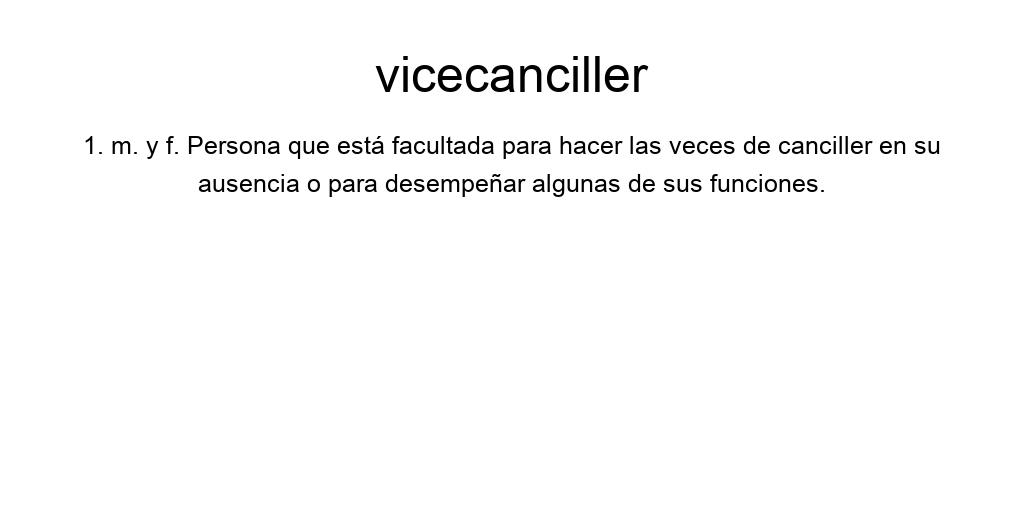 vicecanciller
1. m. y f. Persona que está facultada para hacer las veces de canciller en su
ausencia o para desempeñar algunas de sus funciones.